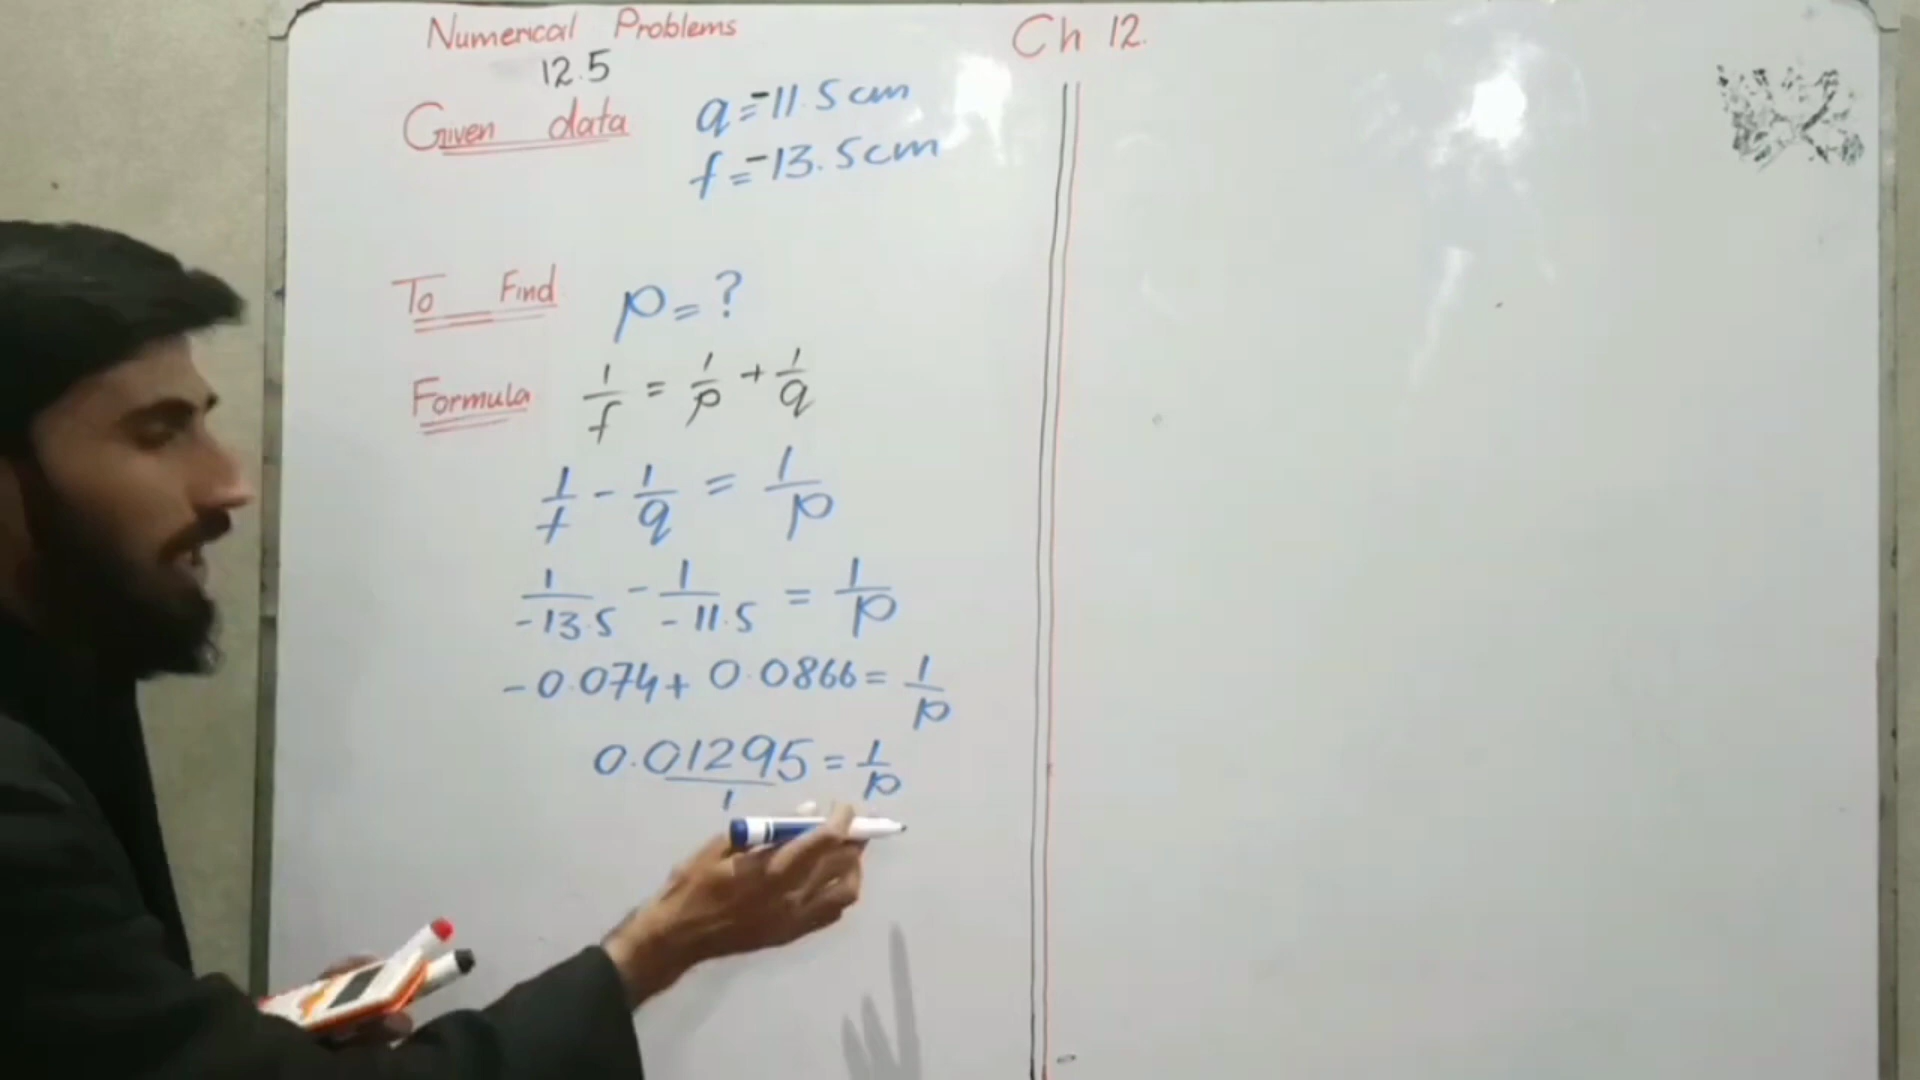 Numerical Problems
Ch 12.
12.5
Given data
q = -11.5 cm
f = -13.5 cm
To Find
p = ?
Formula
1/f = 1/p + 1/q
1/f - 1/q = 1/p
1/-13.5 - 1/-11.5 = 1/p
-0.074 + 0.0866 = 1/p
0.01295 = 1/p
1